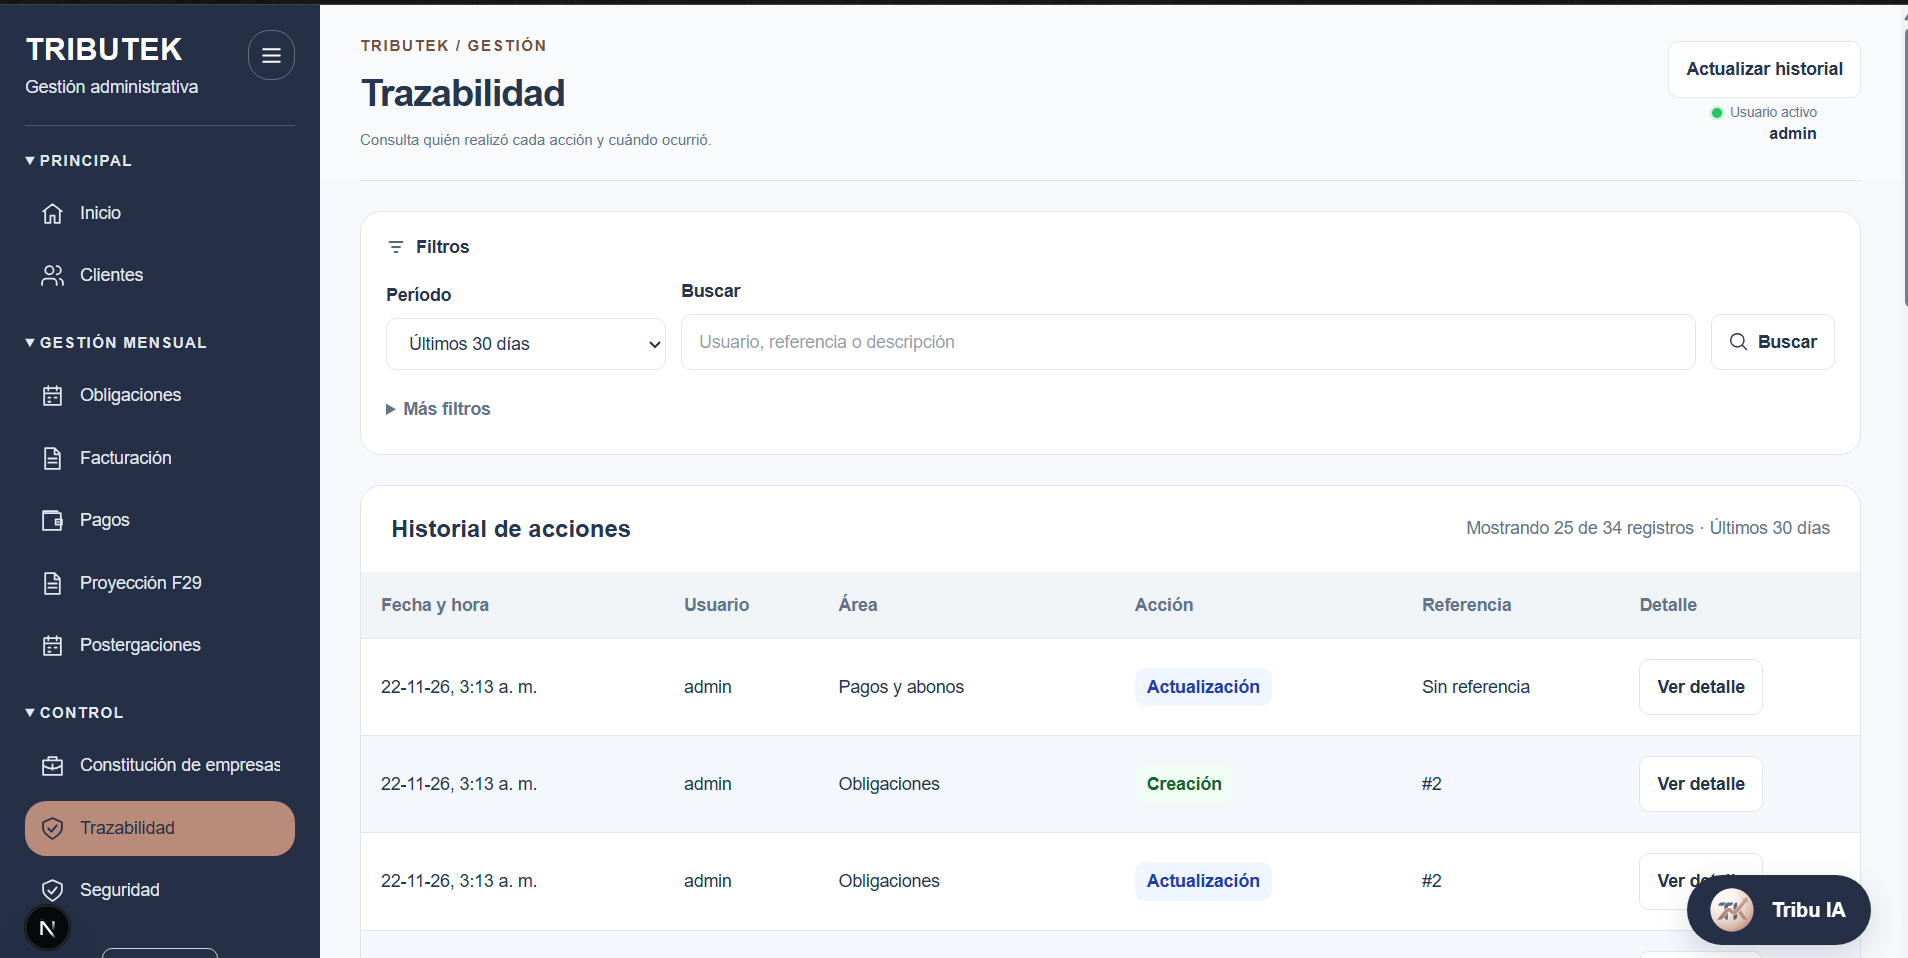 TRIBUTEK
Gestión administrativa
PRINCIPAL
Inicio
Clientes
GESTIÓN MENSUAL
Obligaciones
Facturación
Pagos
Proyección F29
Postergaciones
CONTROL
Constitución de empresas
Trazabilidad
Seguridad
N
TRIBUTEK / GESTIÓN
Trazabilidad
Consulta quién realizó cada acción y cuándo ocurrió.
Actualizar historial
Usuario activo
admin
Filtros
Período
Buscar
Últimos 30 días
Usuario, referencia o descripción
Buscar
Más filtros
Historial de acciones
Mostrando 25 de 34 registros · Últimos 30 días
Fecha y hora Usuario Área Acción Referencia Detalle
22-11-26, 3:13 a. m. admin Pagos y abonos Actualización Sin referencia Ver detalle
22-11-26, 3:13 a. m. admin Obligaciones Creación #2 Ver detalle
22-11-26, 3:13 a. m. admin Obligaciones Actualización #2 Ver
TK Tribu IA